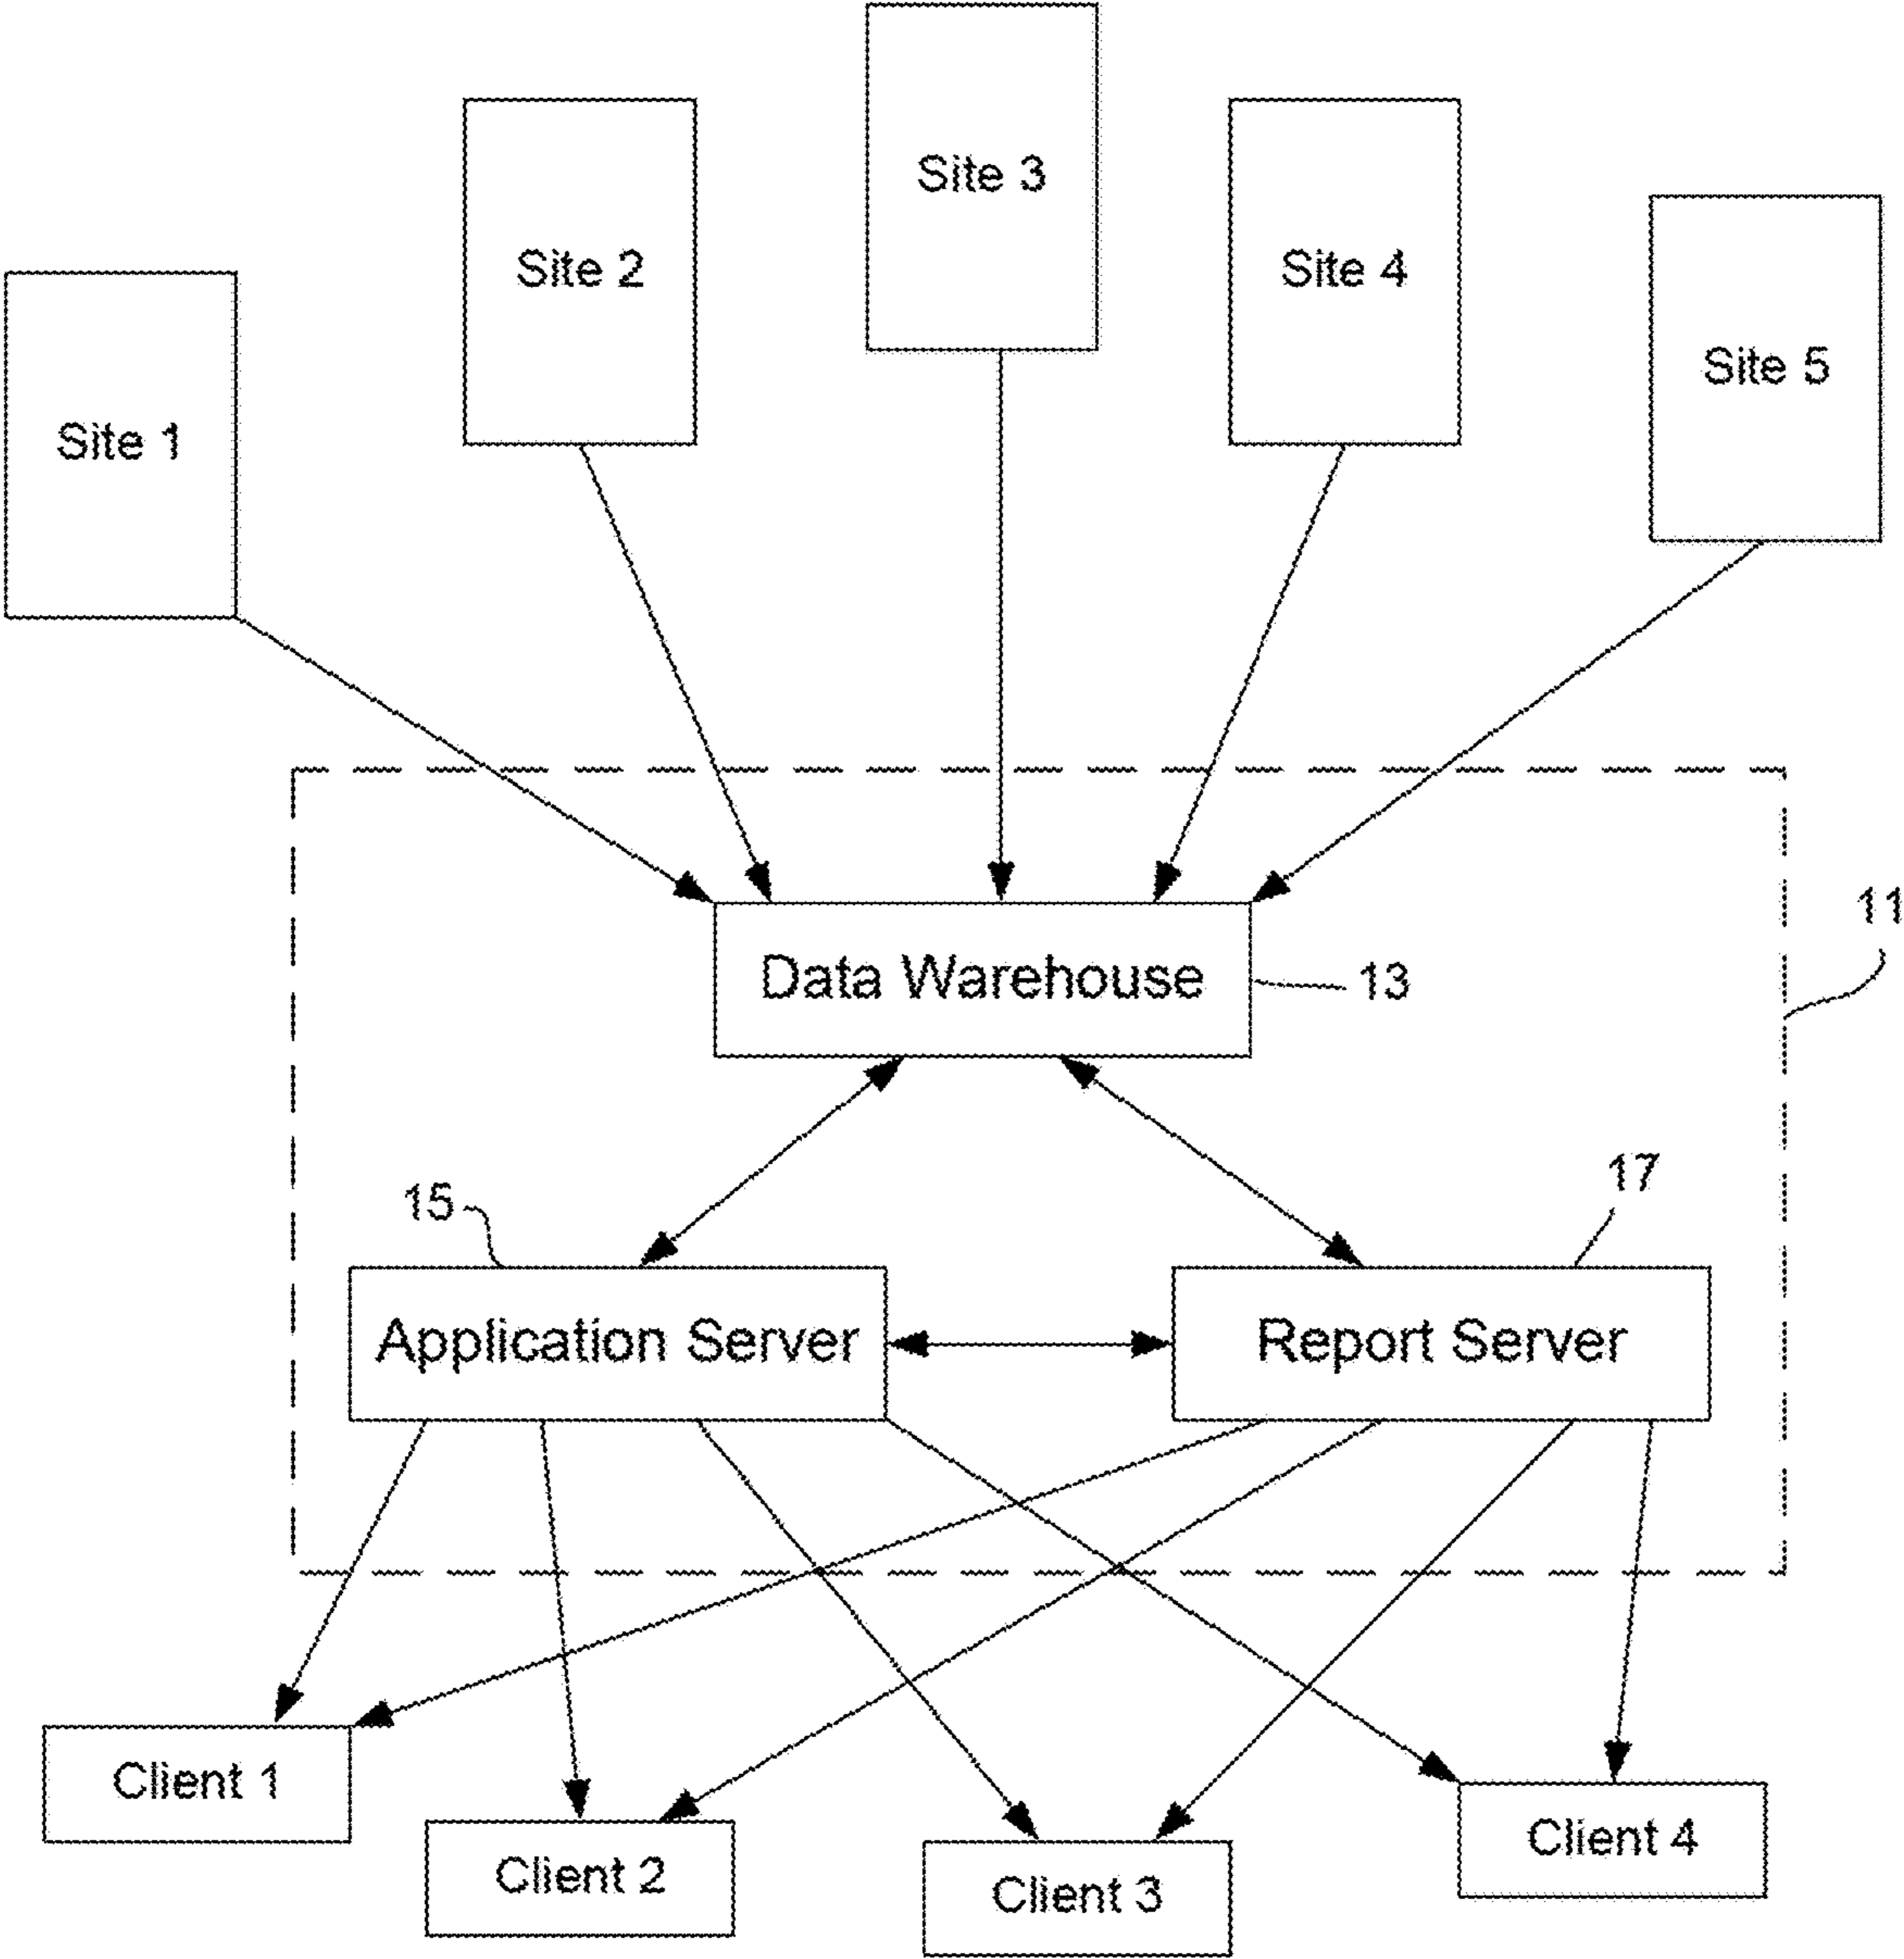 Site 3
Site 2
Site 4
Site 5
Site 1
11
Data Warehouse
13
17
15
Application Server
Report Server
Client 1
Client 4
Client 2
Client 3